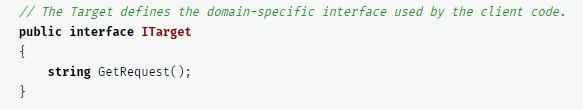 // The Target defines the domain-specific interface used by the client code.
public interface ITarget
{
    string GetRequest();
}